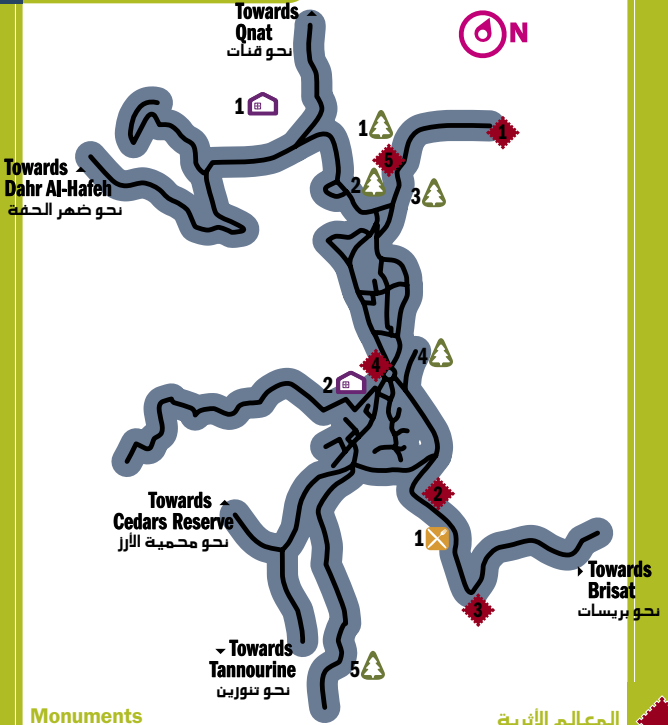 Towards
Qnat
نحو قنات
N
1
1
1
5
2
3
Towards
Dahr Al-Hafeh
نحو ضهر الحفة
4
4
2
Towards
Cedars Reserve
نحو محمية الأرز
2
1
Towards
Brisat
نحو بريسات
3
Towards
Tannourine
نحو تنورين
5
Monuments
المعالم الأثرية